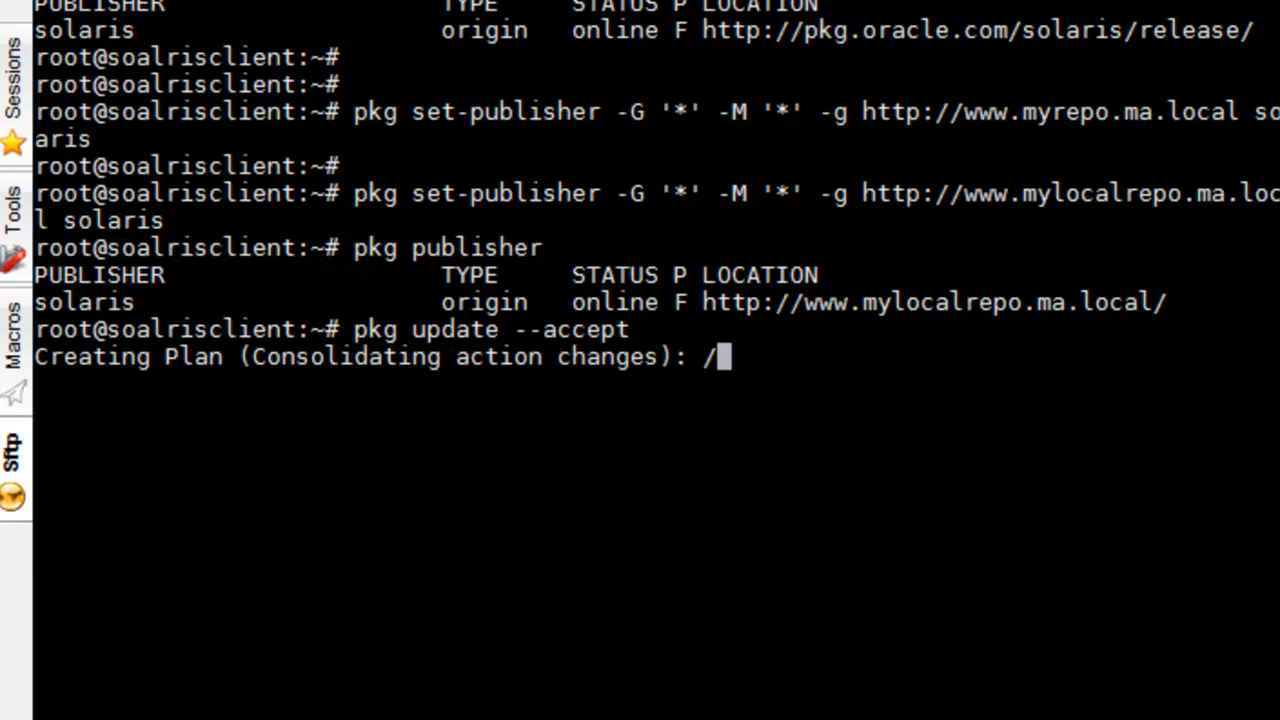 PUBLISHER TYPE STATUS P LOCATION
solaris origin online F http://pkg.oracle.com/solaris/release/
root@soalrisclient:~#
root@soalrisclient:~#
root@soalrisclient:~# pkg set-publisher -G '*' -M '*' -g http://www.myrepo.ma.local so
aris
root@soalrisclient:~#
root@soalrisclient:~# pkg set-publisher -G '*' -M '*' -g http://www.mylocalrepo.ma.loc
l solaris
root@soalrisclient:~# pkg publisher
PUBLISHER TYPE STATUS P LOCATION
solaris origin online F http://www.mylocalrepo.ma.local/
root@soalrisclient:~# pkg update --accept
Creating Plan (Consolidating action changes): /
Sessions
Tools
Macros
Sftp